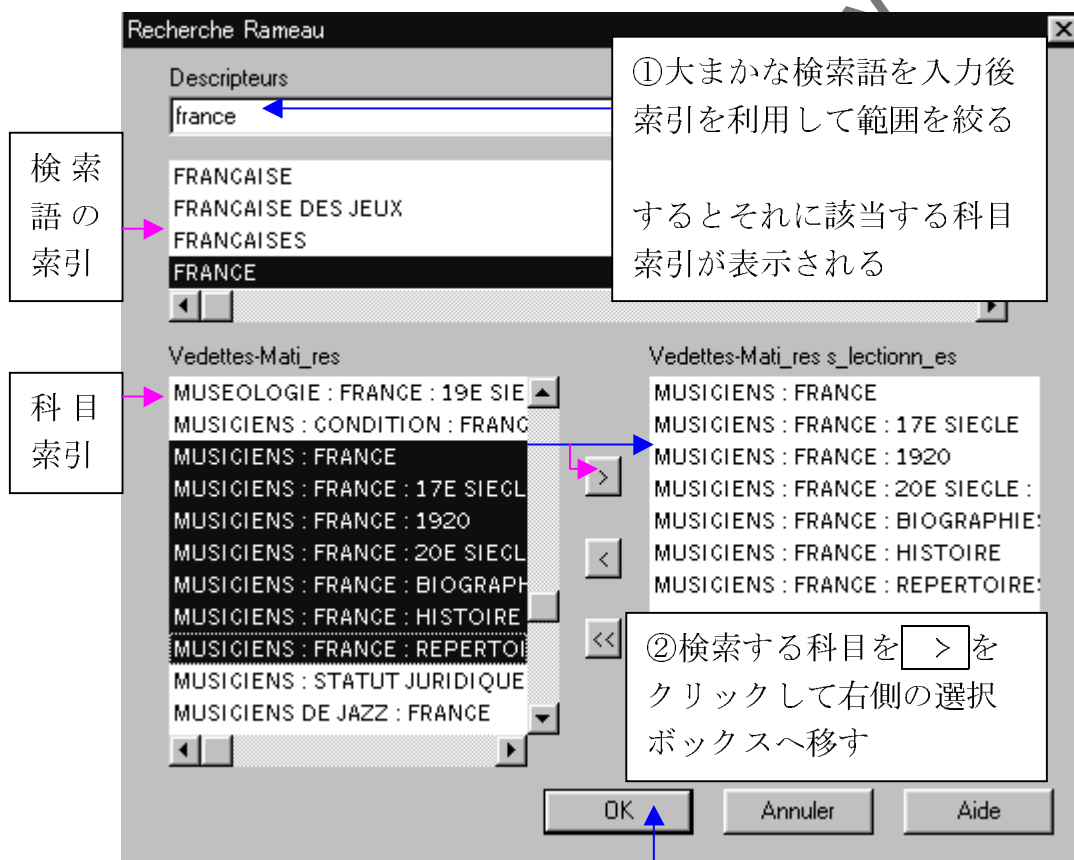 Recherche Rameau
Descripteurs
france
①大まかな検索語を入力後
索引を利用して範囲を絞る
するとそれに該当する科目
索引が表示される
検索
語の
索引
FRANCAISE
FRANCAISE DES JEUX
FRANCAISES
FRANCE
Vedettes-Mati_res
Vedettes-Mati_res s_lectionn_es
科目
索引
MUSEOLOGIE : FRANCE : 19E SIE
MUSICIENS : CONDITION : FRANC
MUSICIENS : FRANCE
MUSICIENS : FRANCE : 17E SIECL
MUSICIENS : FRANCE : 1920
MUSICIENS : FRANCE : 20E SIECL
MUSICIENS : FRANCE : BIOGRAPH
MUSICIENS : FRANCE : HISTOIRE
MUSICIENS : FRANCE : REPERTOI
MUSICIENS : STATUT JURIDIQUE
MUSICIENS DE JAZZ : FRANCE
>
<
<<
MUSICIENS : FRANCE
MUSICIENS : FRANCE : 17E SIECLE
MUSICIENS : FRANCE : 1920
MUSICIENS : FRANCE : 20E SIECLE :
MUSICIENS : FRANCE : BIOGRAPHIES
MUSICIENS : FRANCE : HISTOIRE
MUSICIENS : FRANCE : REPERTOIRES
②検索する科目を > を
クリックして右側の選択
ボックスへ移す
OK
Annuler
Aide